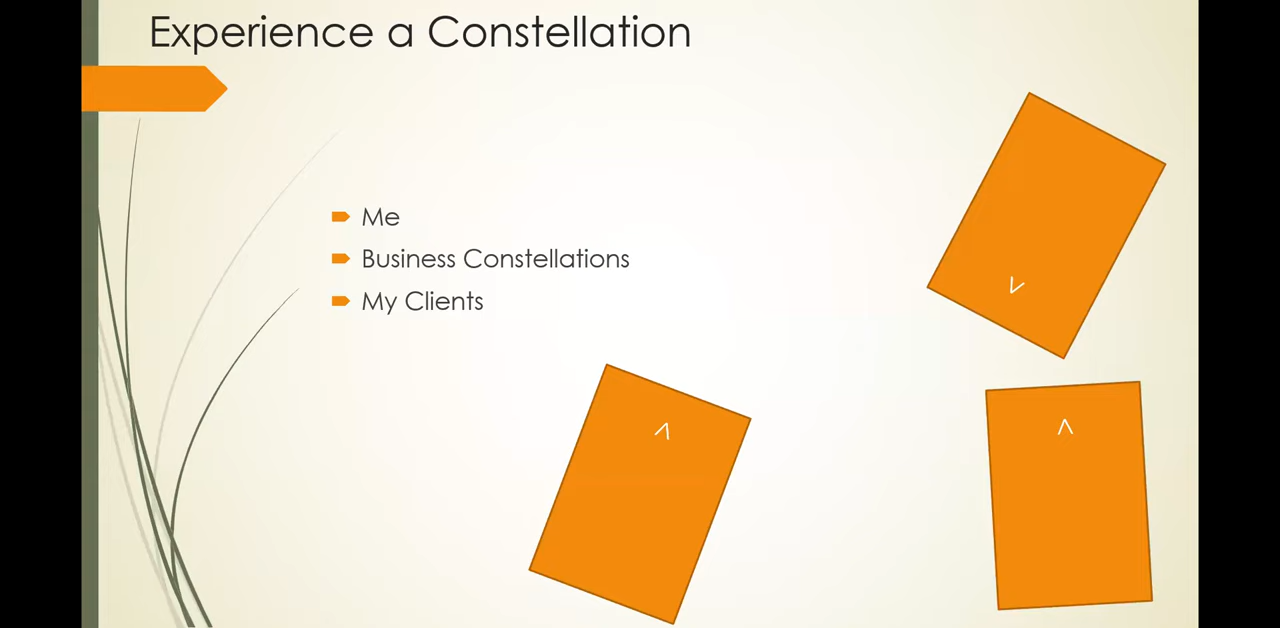 Experience a Constellation
Me
Business Constellations
My Clients
>
<
<